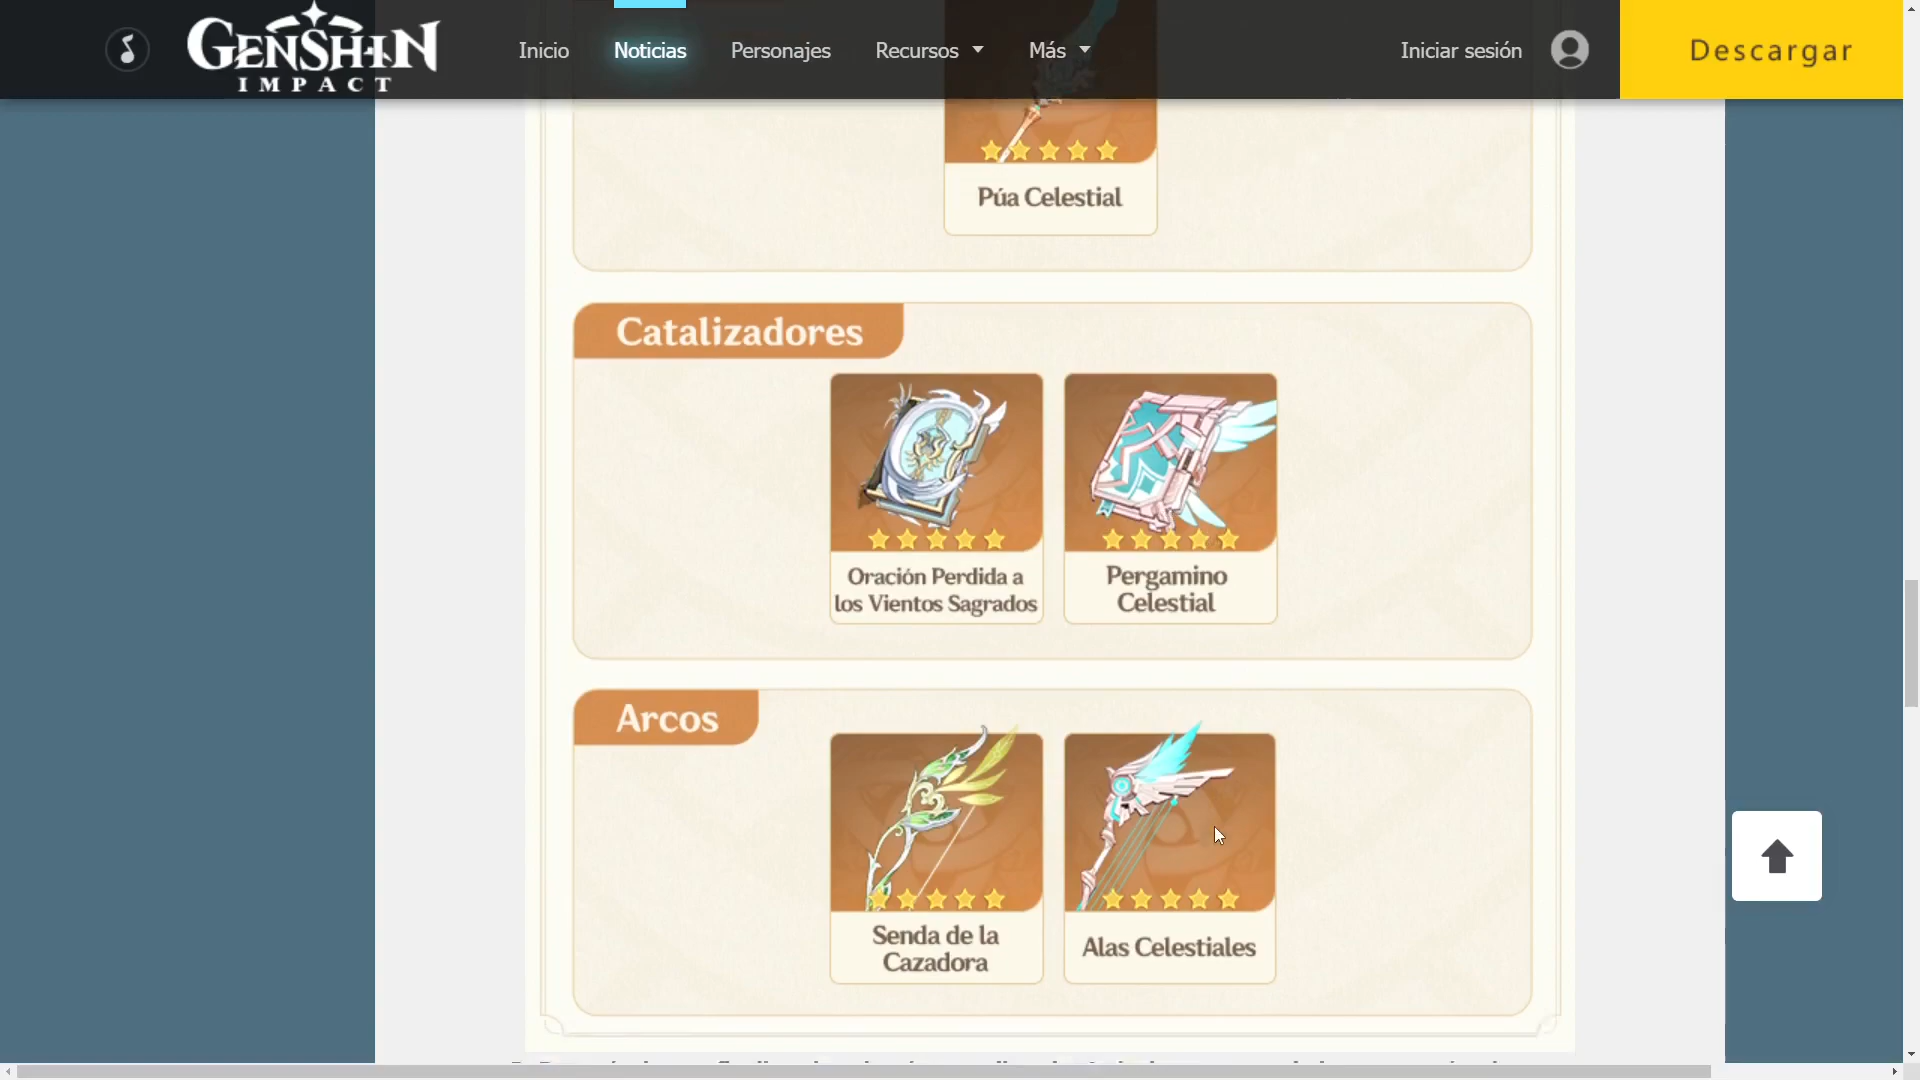 GENSHIN
IMPACT
Inicio
Noticias
Personajes
Recursos
Más
Iniciar sesión
Descargar
Púa Celestial
Catalizadores
Oración Perdida a
los Vientos Sagrados
Pergamino
Celestial
Arcos
Senda de la
Cazadora
Alas Celestiales